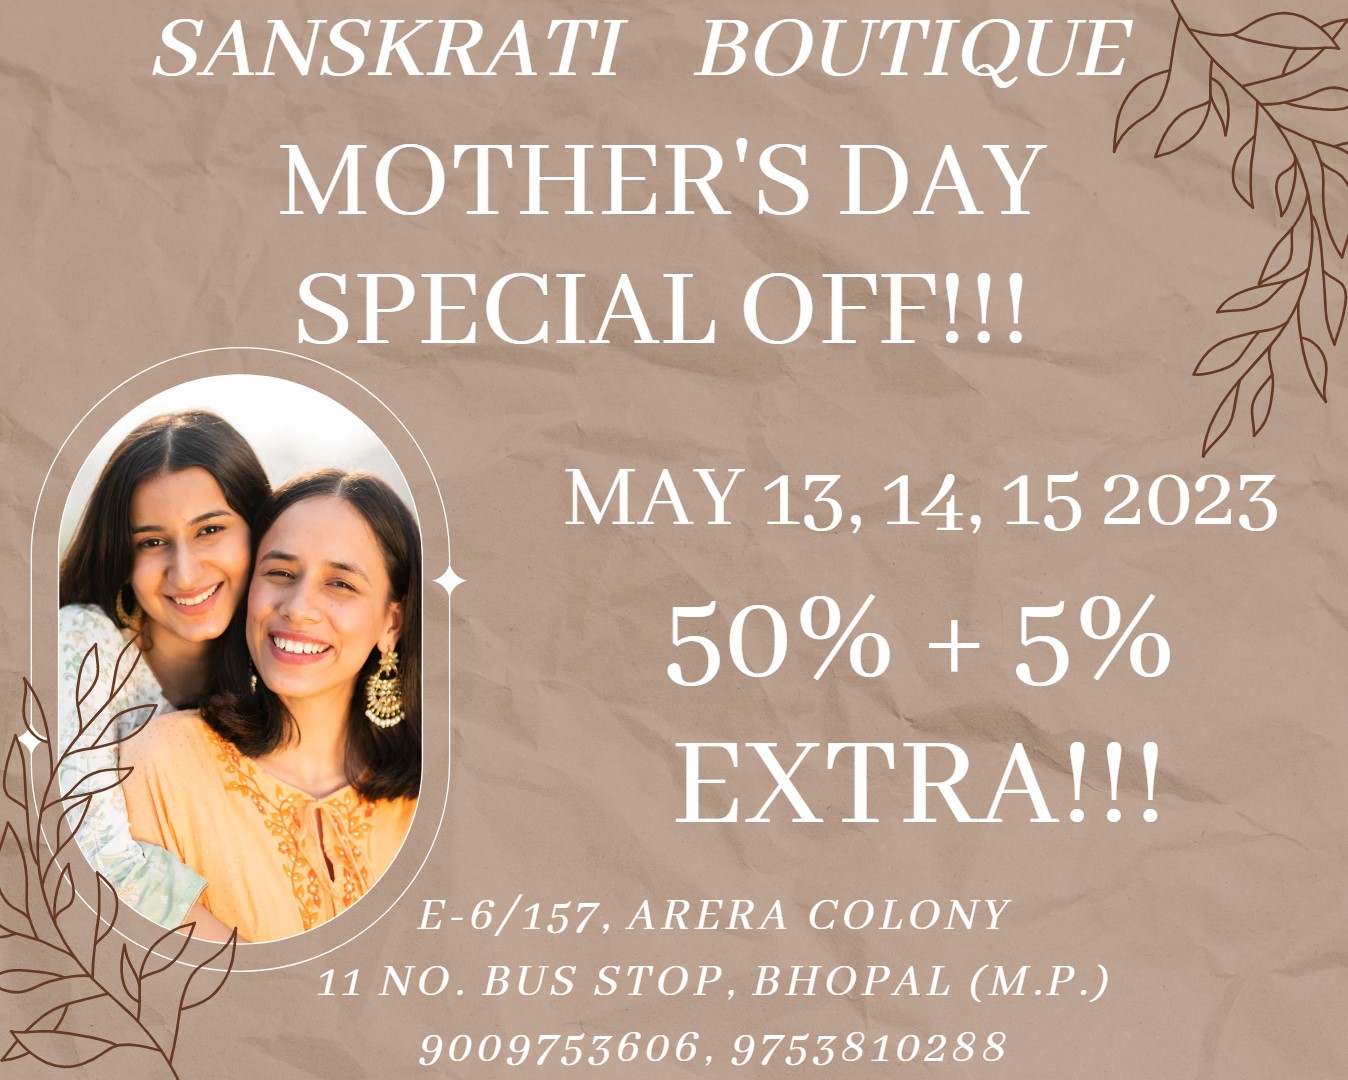 SANSKRATI BOUTIQUE
MOTHER'S DAY
SPECIAL OFF!!!
MAY 13, 14, 15 2023
50% + 5%
EXTRA!!!
E-6/157, ARERA COLONY
11 NO. BUS STOP, BHOPAL (M.P.)
9009753606, 9753810288